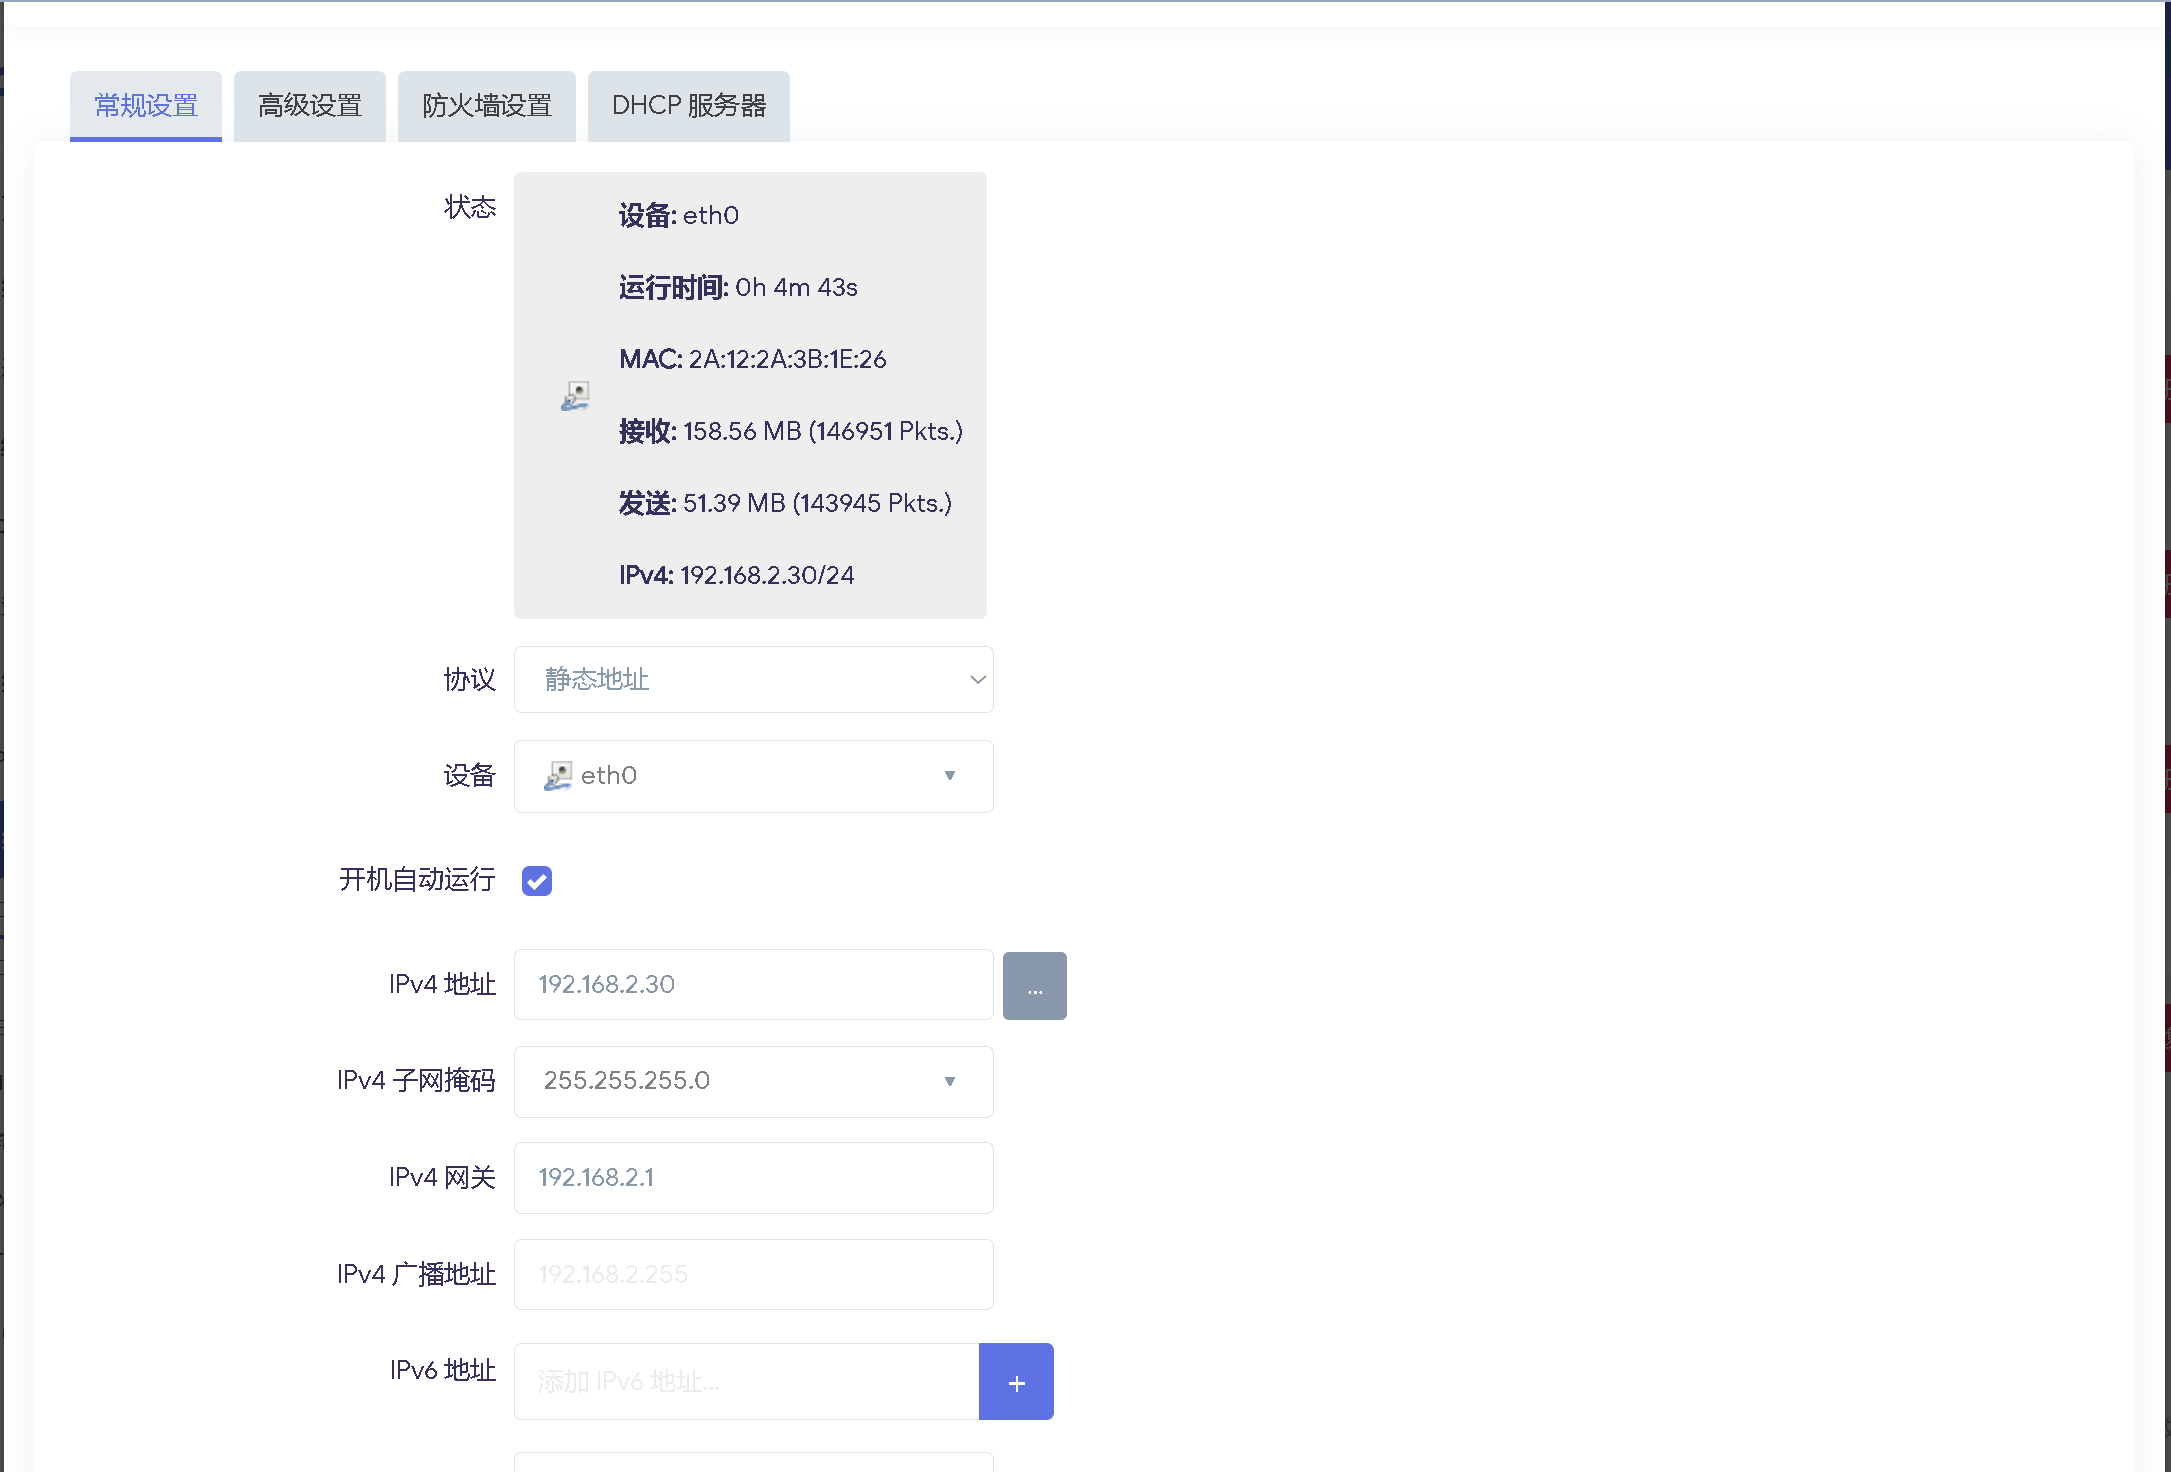 常规设置 高级设置 防火墙设置 DHCP 服务器
状态
设备: eth0
运行时间: 0h 4m 43s
MAC: 2A:12:2A:3B:1E:26
接收: 158.56 MB (146951 Pkts.)
发送: 51.39 MB (143945 Pkts.)
IPv4: 192.168.2.30/24
协议 静态地址
设备 eth0
开机自动运行
IPv4 地址 192.168.2.30 ...
IPv4 子网掩码 255.255.255.0
IPv4 网关 192.168.2.1
IPv4 广播地址 192.168.2.255
IPv6 地址 添加 IPv6 地址... +